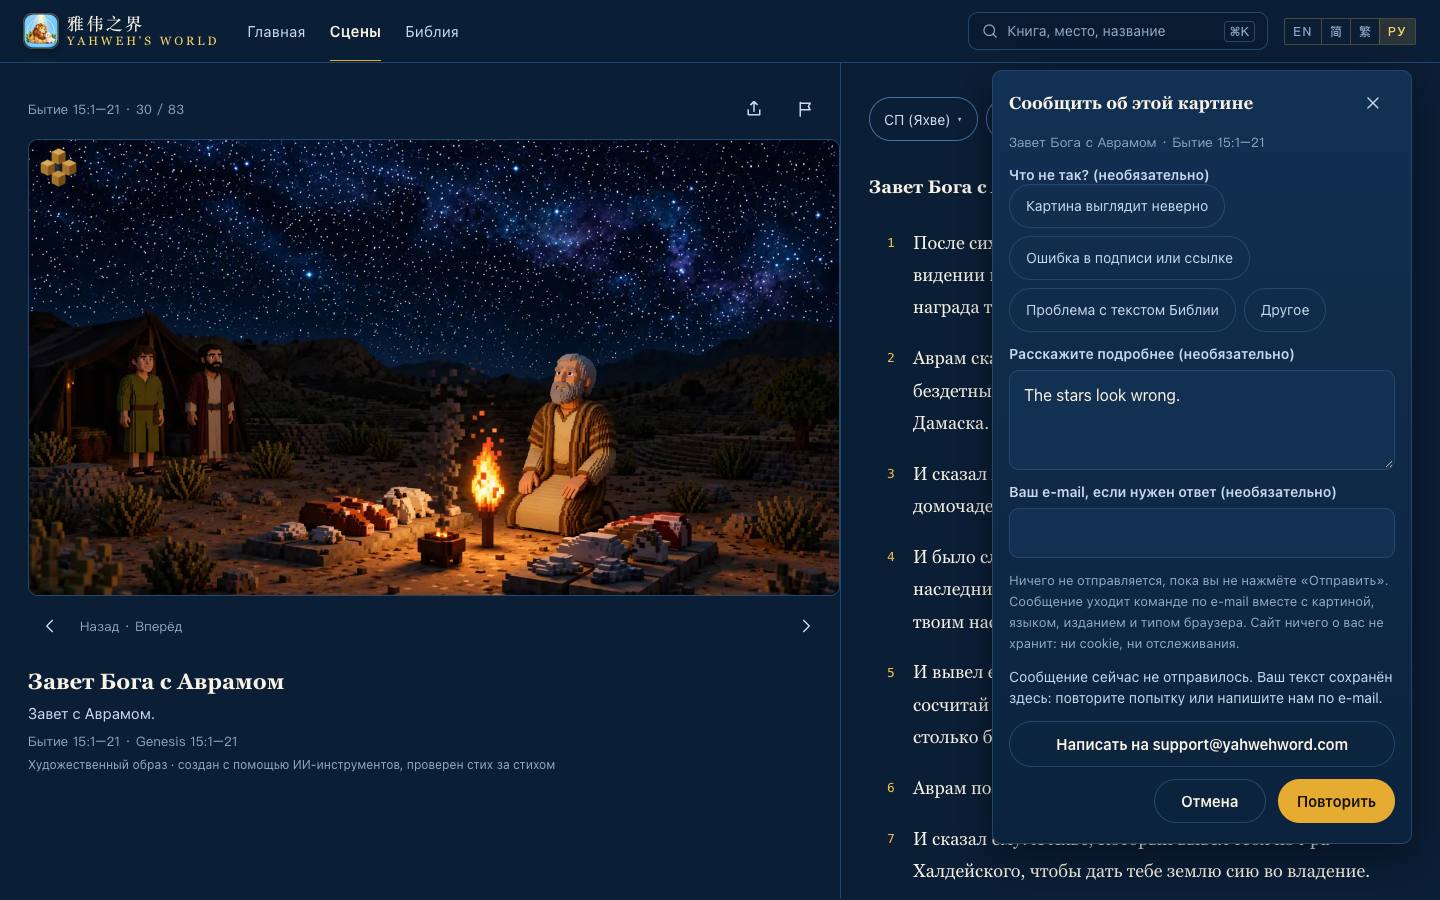 雅伟之界
YAHWEH'S WORLD
Главная
Сцены
Библия
Книга, место, название
⌘K
EN
简
繁
РУ
Бытие 15:1—21 · 30 / 83
Назад · Вперёд
Завет Бога с Аврамом
Завет с Аврамом.
Бытие 15:1—21 · Genesis 15:1—21
Художественный образ · создан с помощью ИИ-инструментов, проверен стих за стихом
СП (Яхве)
Завет Бога с
1 После
видении
награда
2 Аврам
Дамаска.
3 И сказал
4 И было
твоим
5 И вывел
сосчитай
столько
6 Аврам
7 И сказал
Халдейского, чтобы дать тебе землю сию во владение.
Сообщить об этой картине
Завет Бога с Аврамом · Бытие 15:1—21
Что не так? (необязательно)
Картина выглядит неверно
Ошибка в подписи или ссылке
Проблема с текстом Библии
Другое
Расскажите подробнее (необязательно)
The stars look wrong.
Ваш e-mail, если нужен ответ (необязательно)
Ничего не отправляется, пока вы не нажмёте «Отправить».
Сообщение уходит команде по e-mail вместе с картиной,
языком, изданием и типом браузера. Сайт ничего о вас не
хранит: ни cookie, ни отслеживания.
Сообщение сейчас не отправилось. Ваш текст сохранён
здесь: повторите попытку или напишите нам по e-mail.
Написать на support@yahwehword.com
Отмена
Повторить